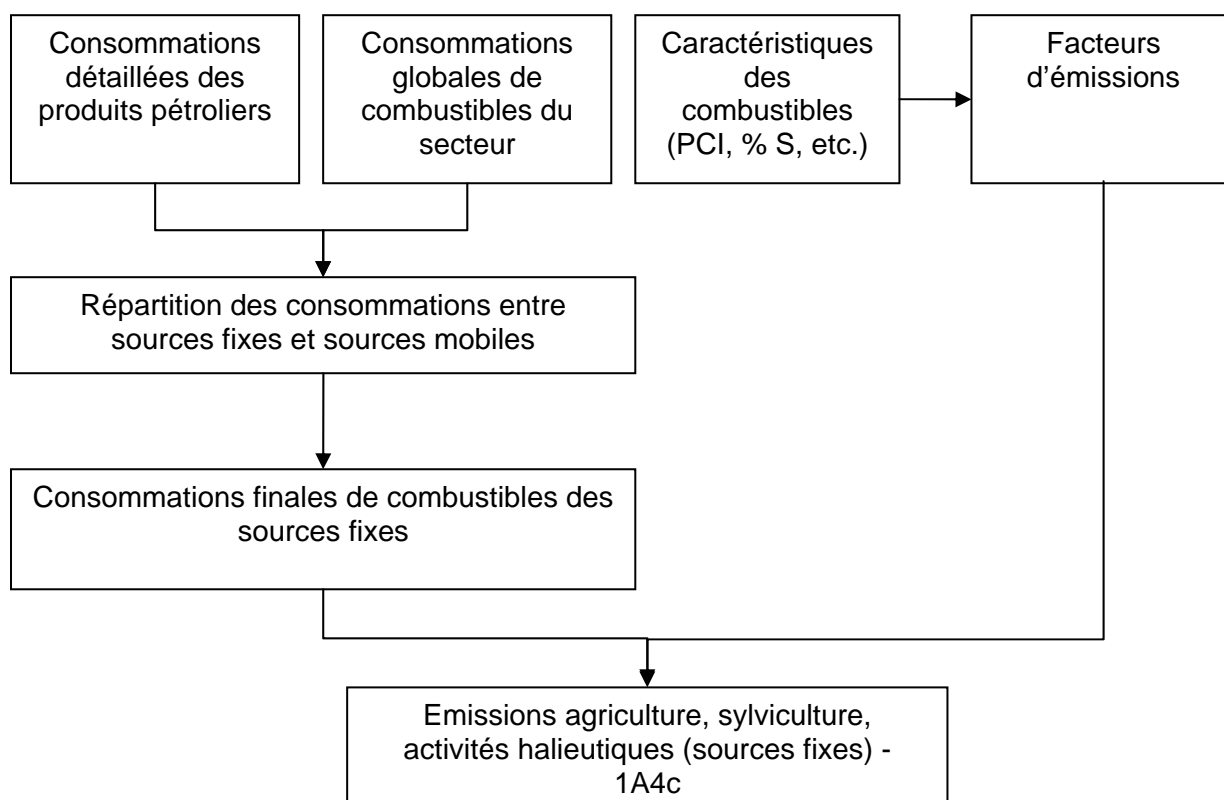 Consommations
détaillées des
produits pétroliers
Consommations
globales de
combustibles du
secteur
Caractéristiques
des
combustibles
(PCI, % S, etc.)
Facteurs
d’émissions
Répartition des consommations entre
sources fixes et sources mobiles
Consommations finales de combustibles des
sources fixes
Emissions agriculture, sylviculture,
activités halieutiques (sources fixes) -
1A4c